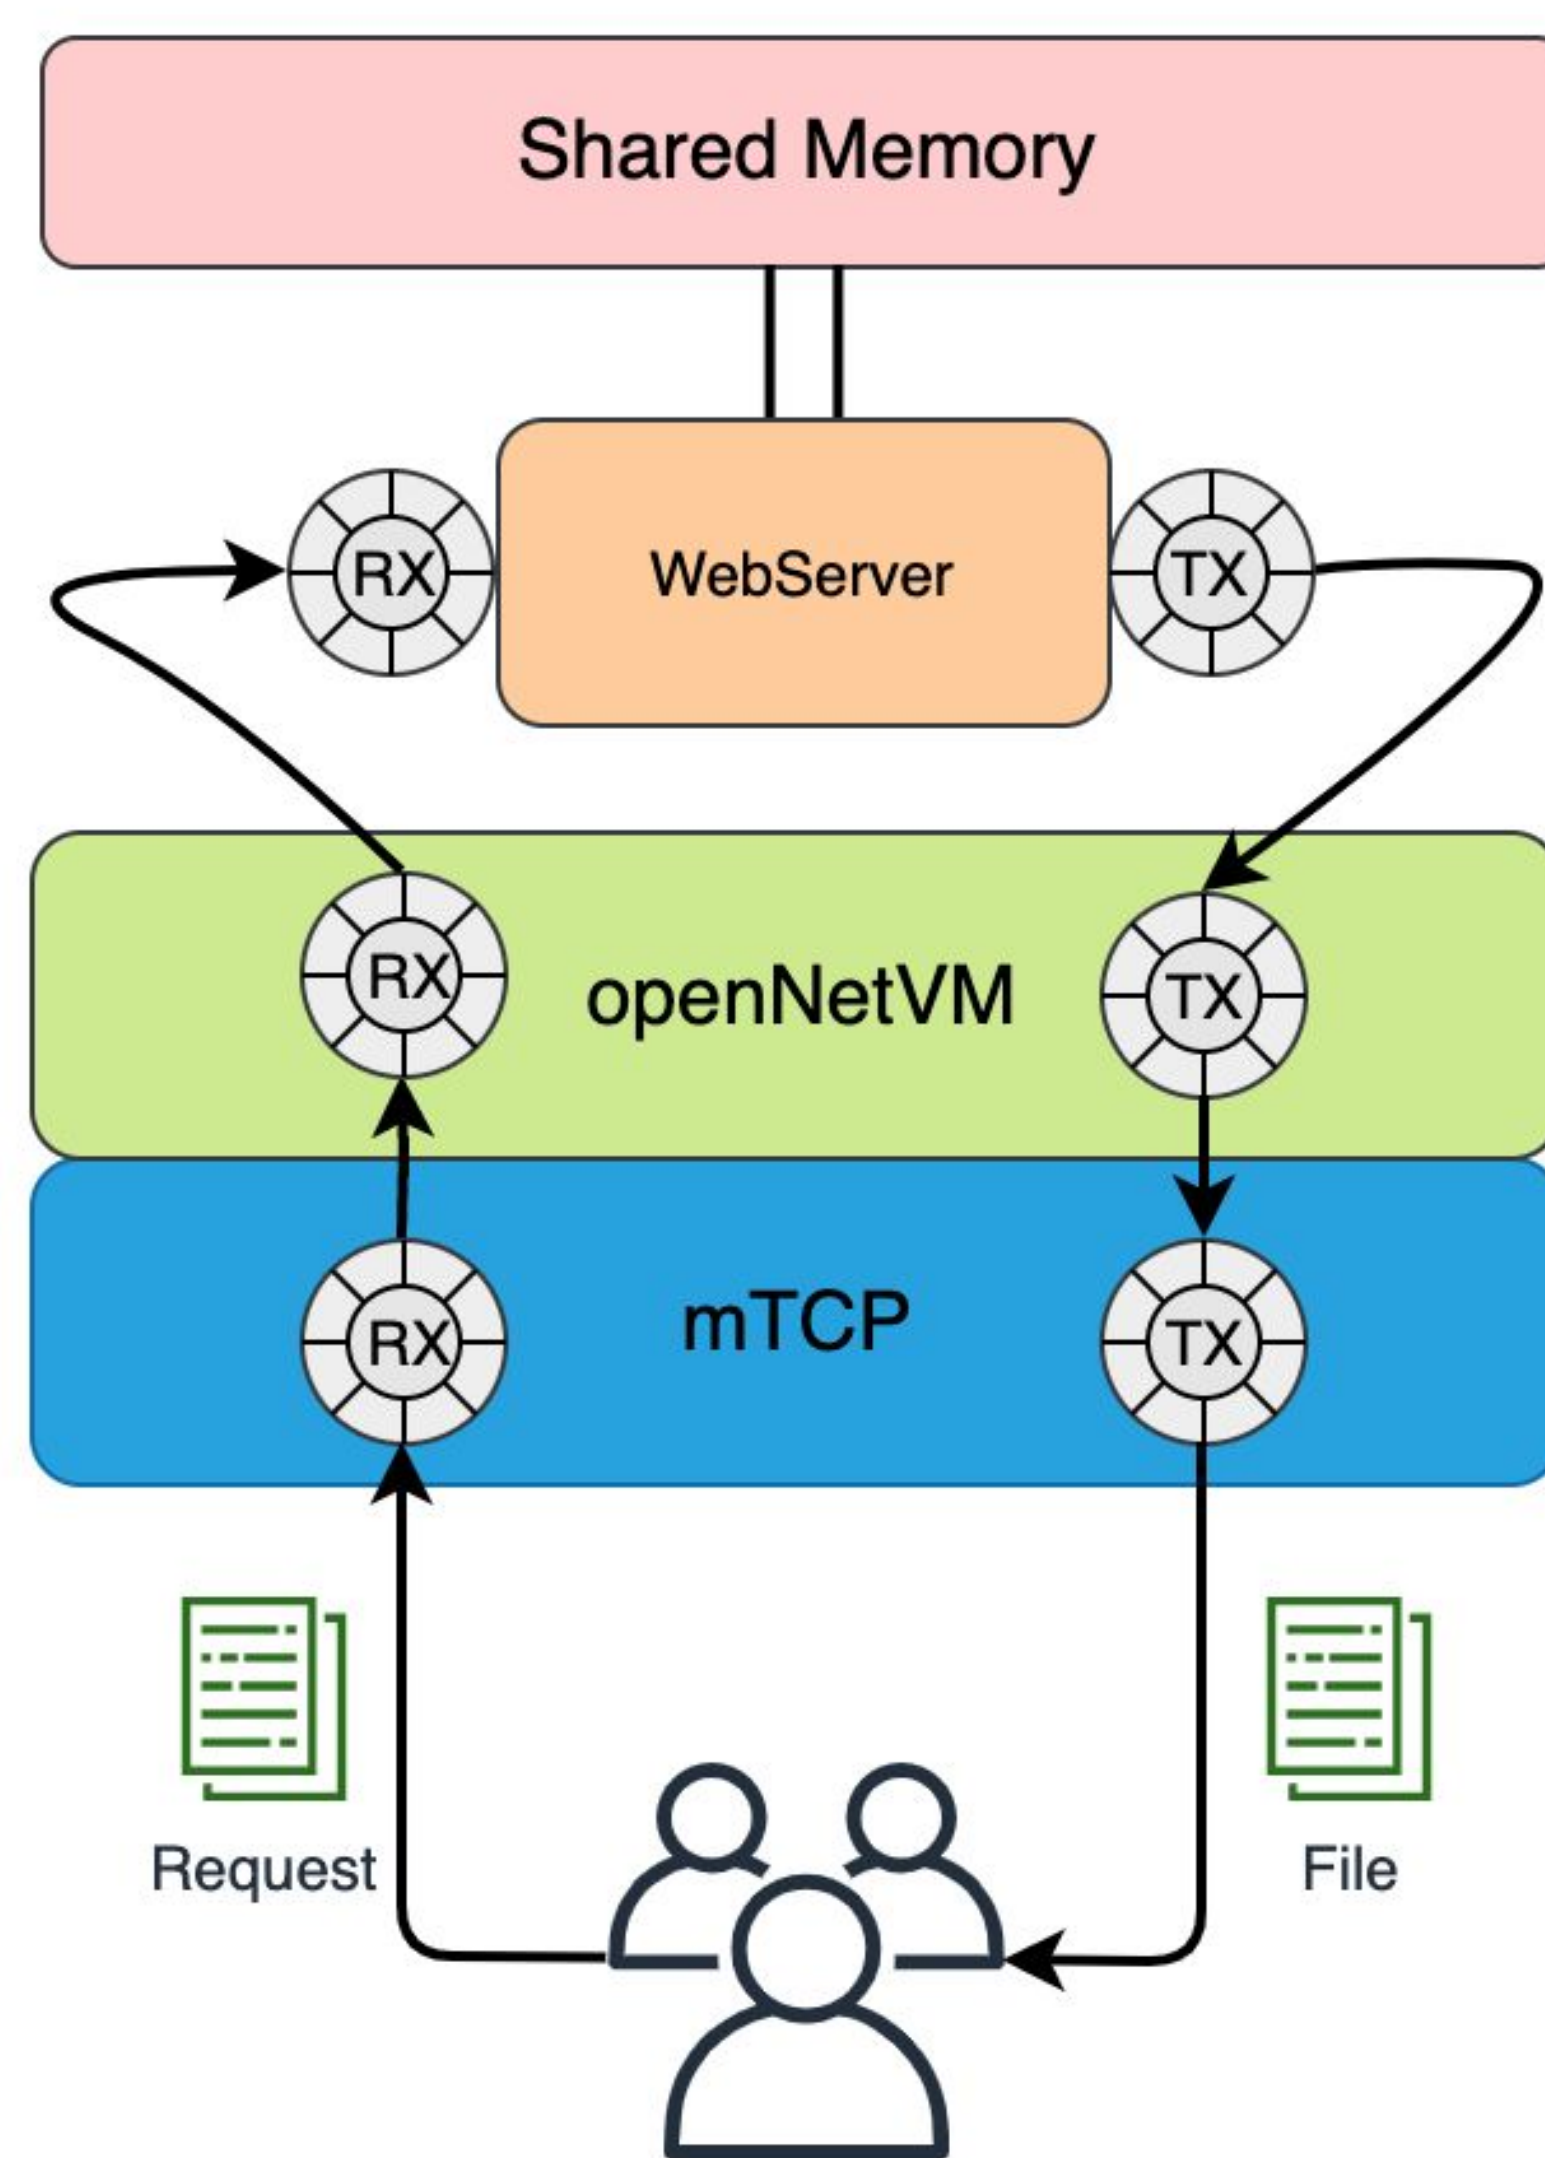 Shared Memory
RX
WebServer
TX
RX
openNetVM
TX
RX
mTCP
TX
Request
File